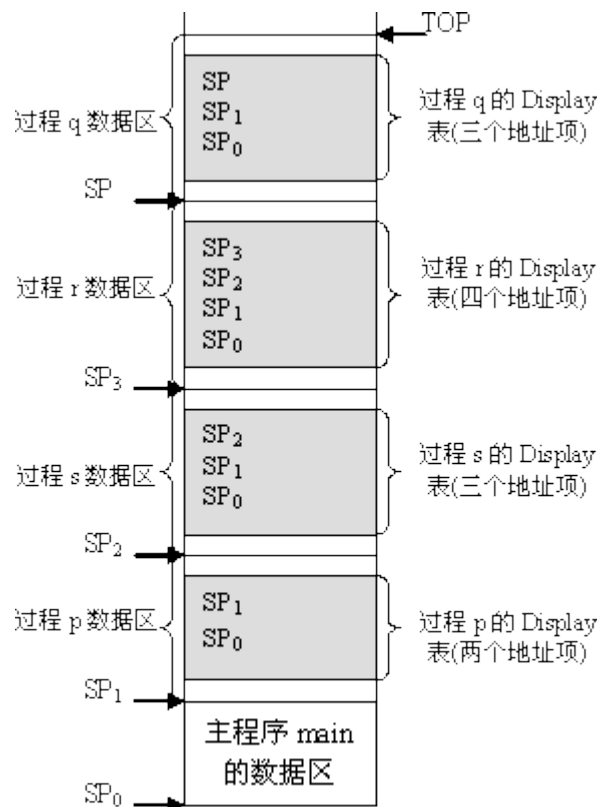 TOP
SP
SP₁
SP₀
过程 q 数据区
过程 q 的 Display
表(三个地址项)
SP
SP₃
SP₂
SP₁
SP₀
过程 r 数据区
过程 r 的 Display
表(四个地址项)
SP₃
SP₂
SP₁
SP₀
过程 s 数据区
过程 s 的 Display
表(三个地址项)
SP₂
SP₁
SP₀
过程 p 数据区
过程 p 的 Display
表(两个地址项)
SP₁
主程序 main
的数据区
SP₀